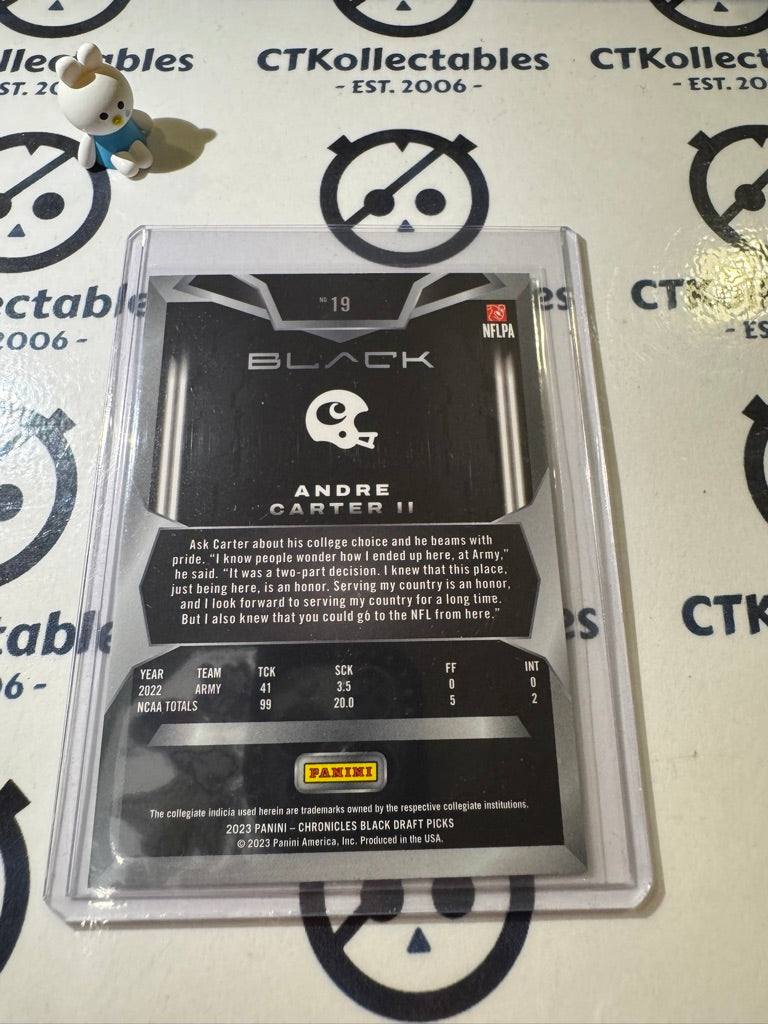 CTKollectables
- EST. 2006 -
CTKollect
- EST. 20
ectable
2006 -
CT
- ES
No. 19
NFLPA
BLACK
ANDRE
CARTER II
Ask Carter about his college choice and he beams with
pride. “I know people wonder how I ended up here, at Army,”
he said. “It was a two-part decision. I knew that this place,
just being here, is an honor. Serving my country is an honor,
and I look forward to serving my country for a long time.
But I also knew that you could go to the NFL from here.”
YEAR TEAM TCK SCK FF INT
2022 ARMY 41 3.5 0 0
NCAA TOTALS 99 20.0 5 2
PANINI
The collegiate indicia used herein are trademarks owned by the respective collegiate institutions.
2023 PANINI – CHRONICLES BLACK DRAFT PICKS
© 2023 Panini America, Inc. Produced in the USA.
CTK
- E